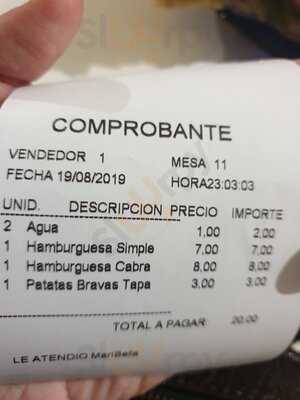 COMPROBANTE
VENDEDOR 1 MESA 11
FECHA 19/08/2019 HORA23:03:03
UNID. DESCRIPCION PRECIO IMPORTE
2 Agua 1,00 2,00
1 Hamburguesa Simple 7,00 7,00
1 Hamburguesa Cabra 8,00 8,00
1 Patatas Bravas Tapa 3,00 3,00
TOTAL A PAGAR: 20,00
LE ATENDIO MariBella